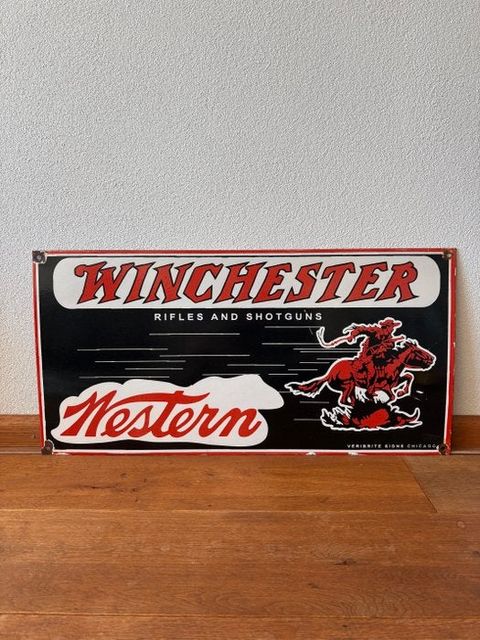 WINCHESTER
RIFLES AND SHOTGUNS
Western
VERIBRITE SIGNS CHICAGO